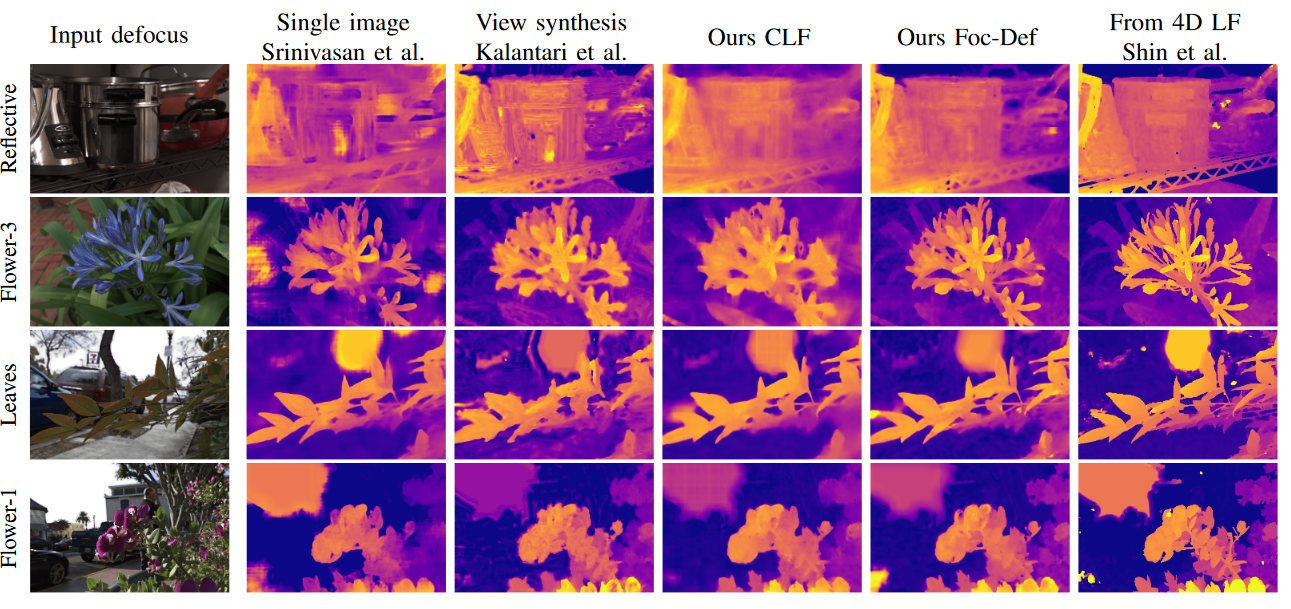 Input defocus
Single image
Srinivasan et al.
View synthesis
Kalantari et al.
Ours CLF
Ours Foc-Def
From 4D LF
Shin et al.
Reflective
Flower-3
Leaves
Flower-1